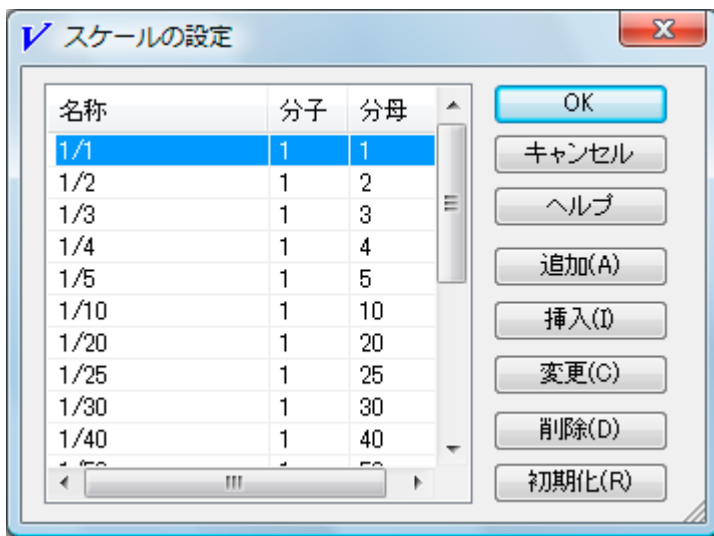 スケールの設定
名称 分子 分母
1/1 1 1
1/2 1 2
1/3 1 3
1/4 1 4
1/5 1 5
1/10 1 10
1/20 1 20
1/25 1 25
1/30 1 30
1/40 1 40
OK
キャンセル
ヘルプ
追加(A)
挿入(I)
変更(C)
削除(D)
初期化(R)